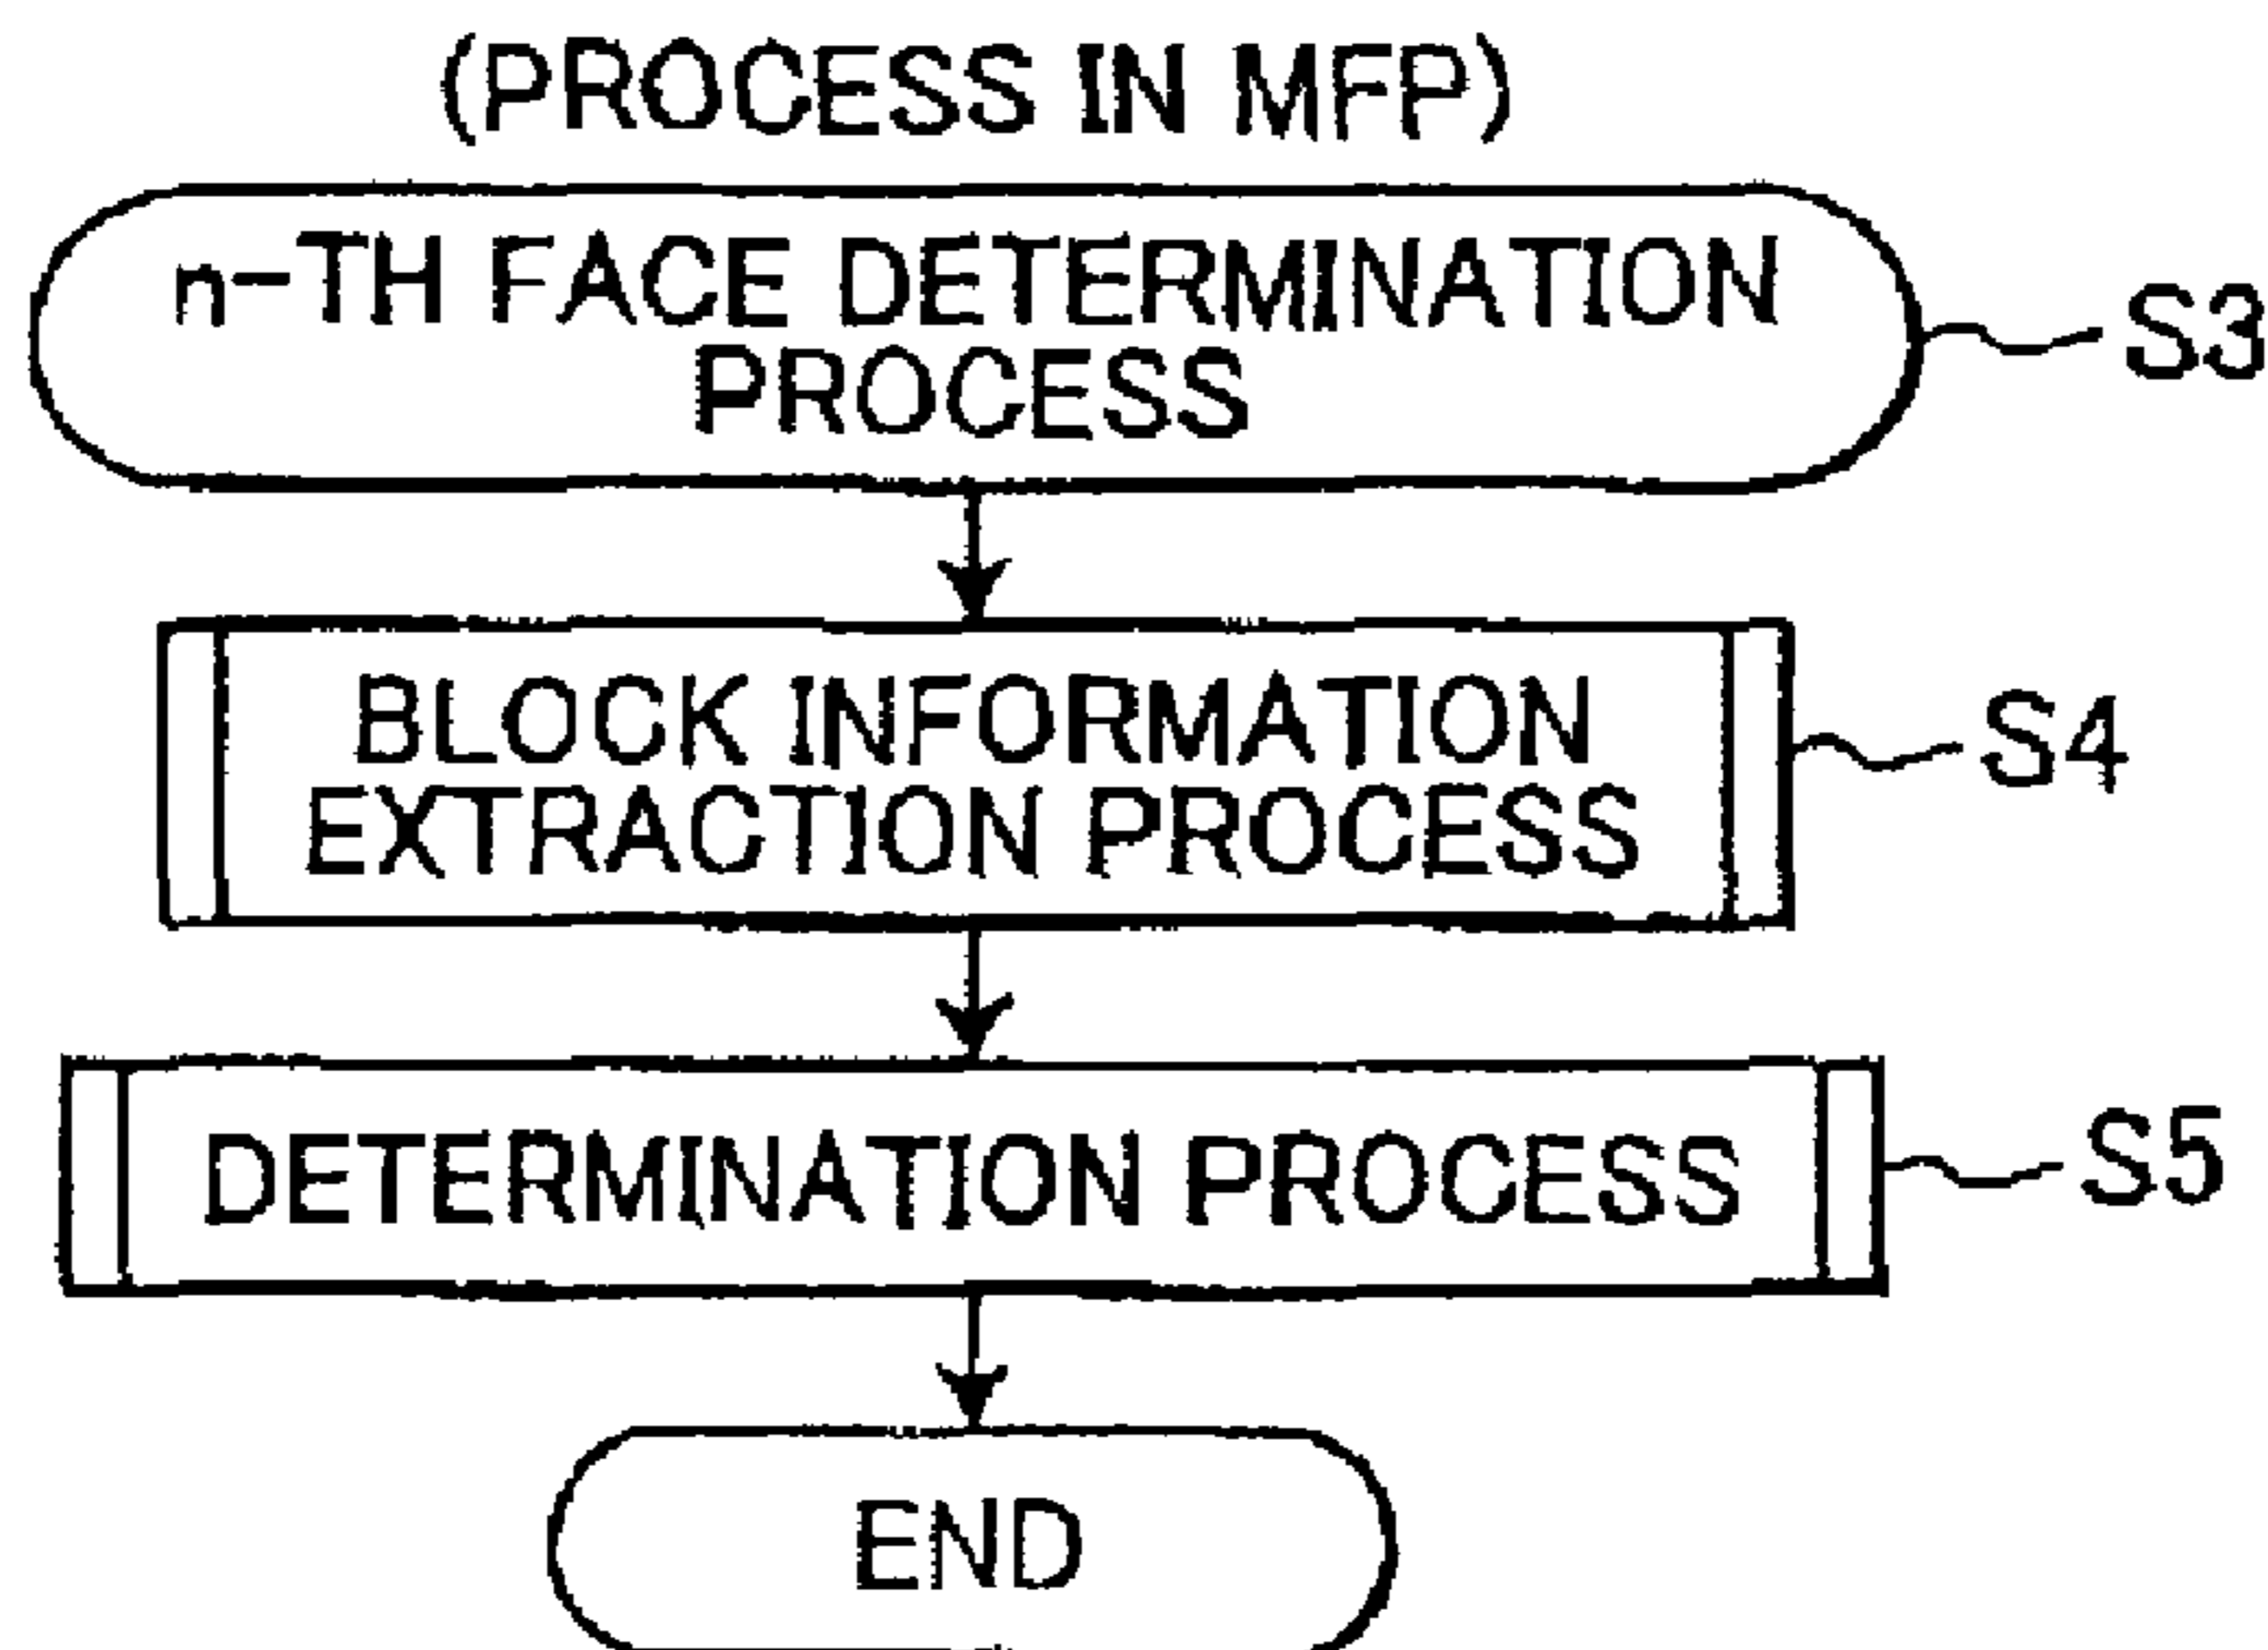 (PROCESS IN MFP)
n-TH FACE DETERMINATION
PROCESS
S3
BLOCK INFORMATION
EXTRACTION PROCESS
S4
DETERMINATION PROCESS
S5
END